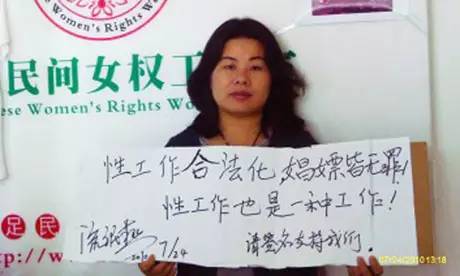 se Women's Rights Wo
民间女权工
ese Women's Rights W
性工作合法化,娼嫖皆无罪!
性工作也是一种工作!
7/24
请签名支持我们。
足民
http://w
07/24/2010 13:18